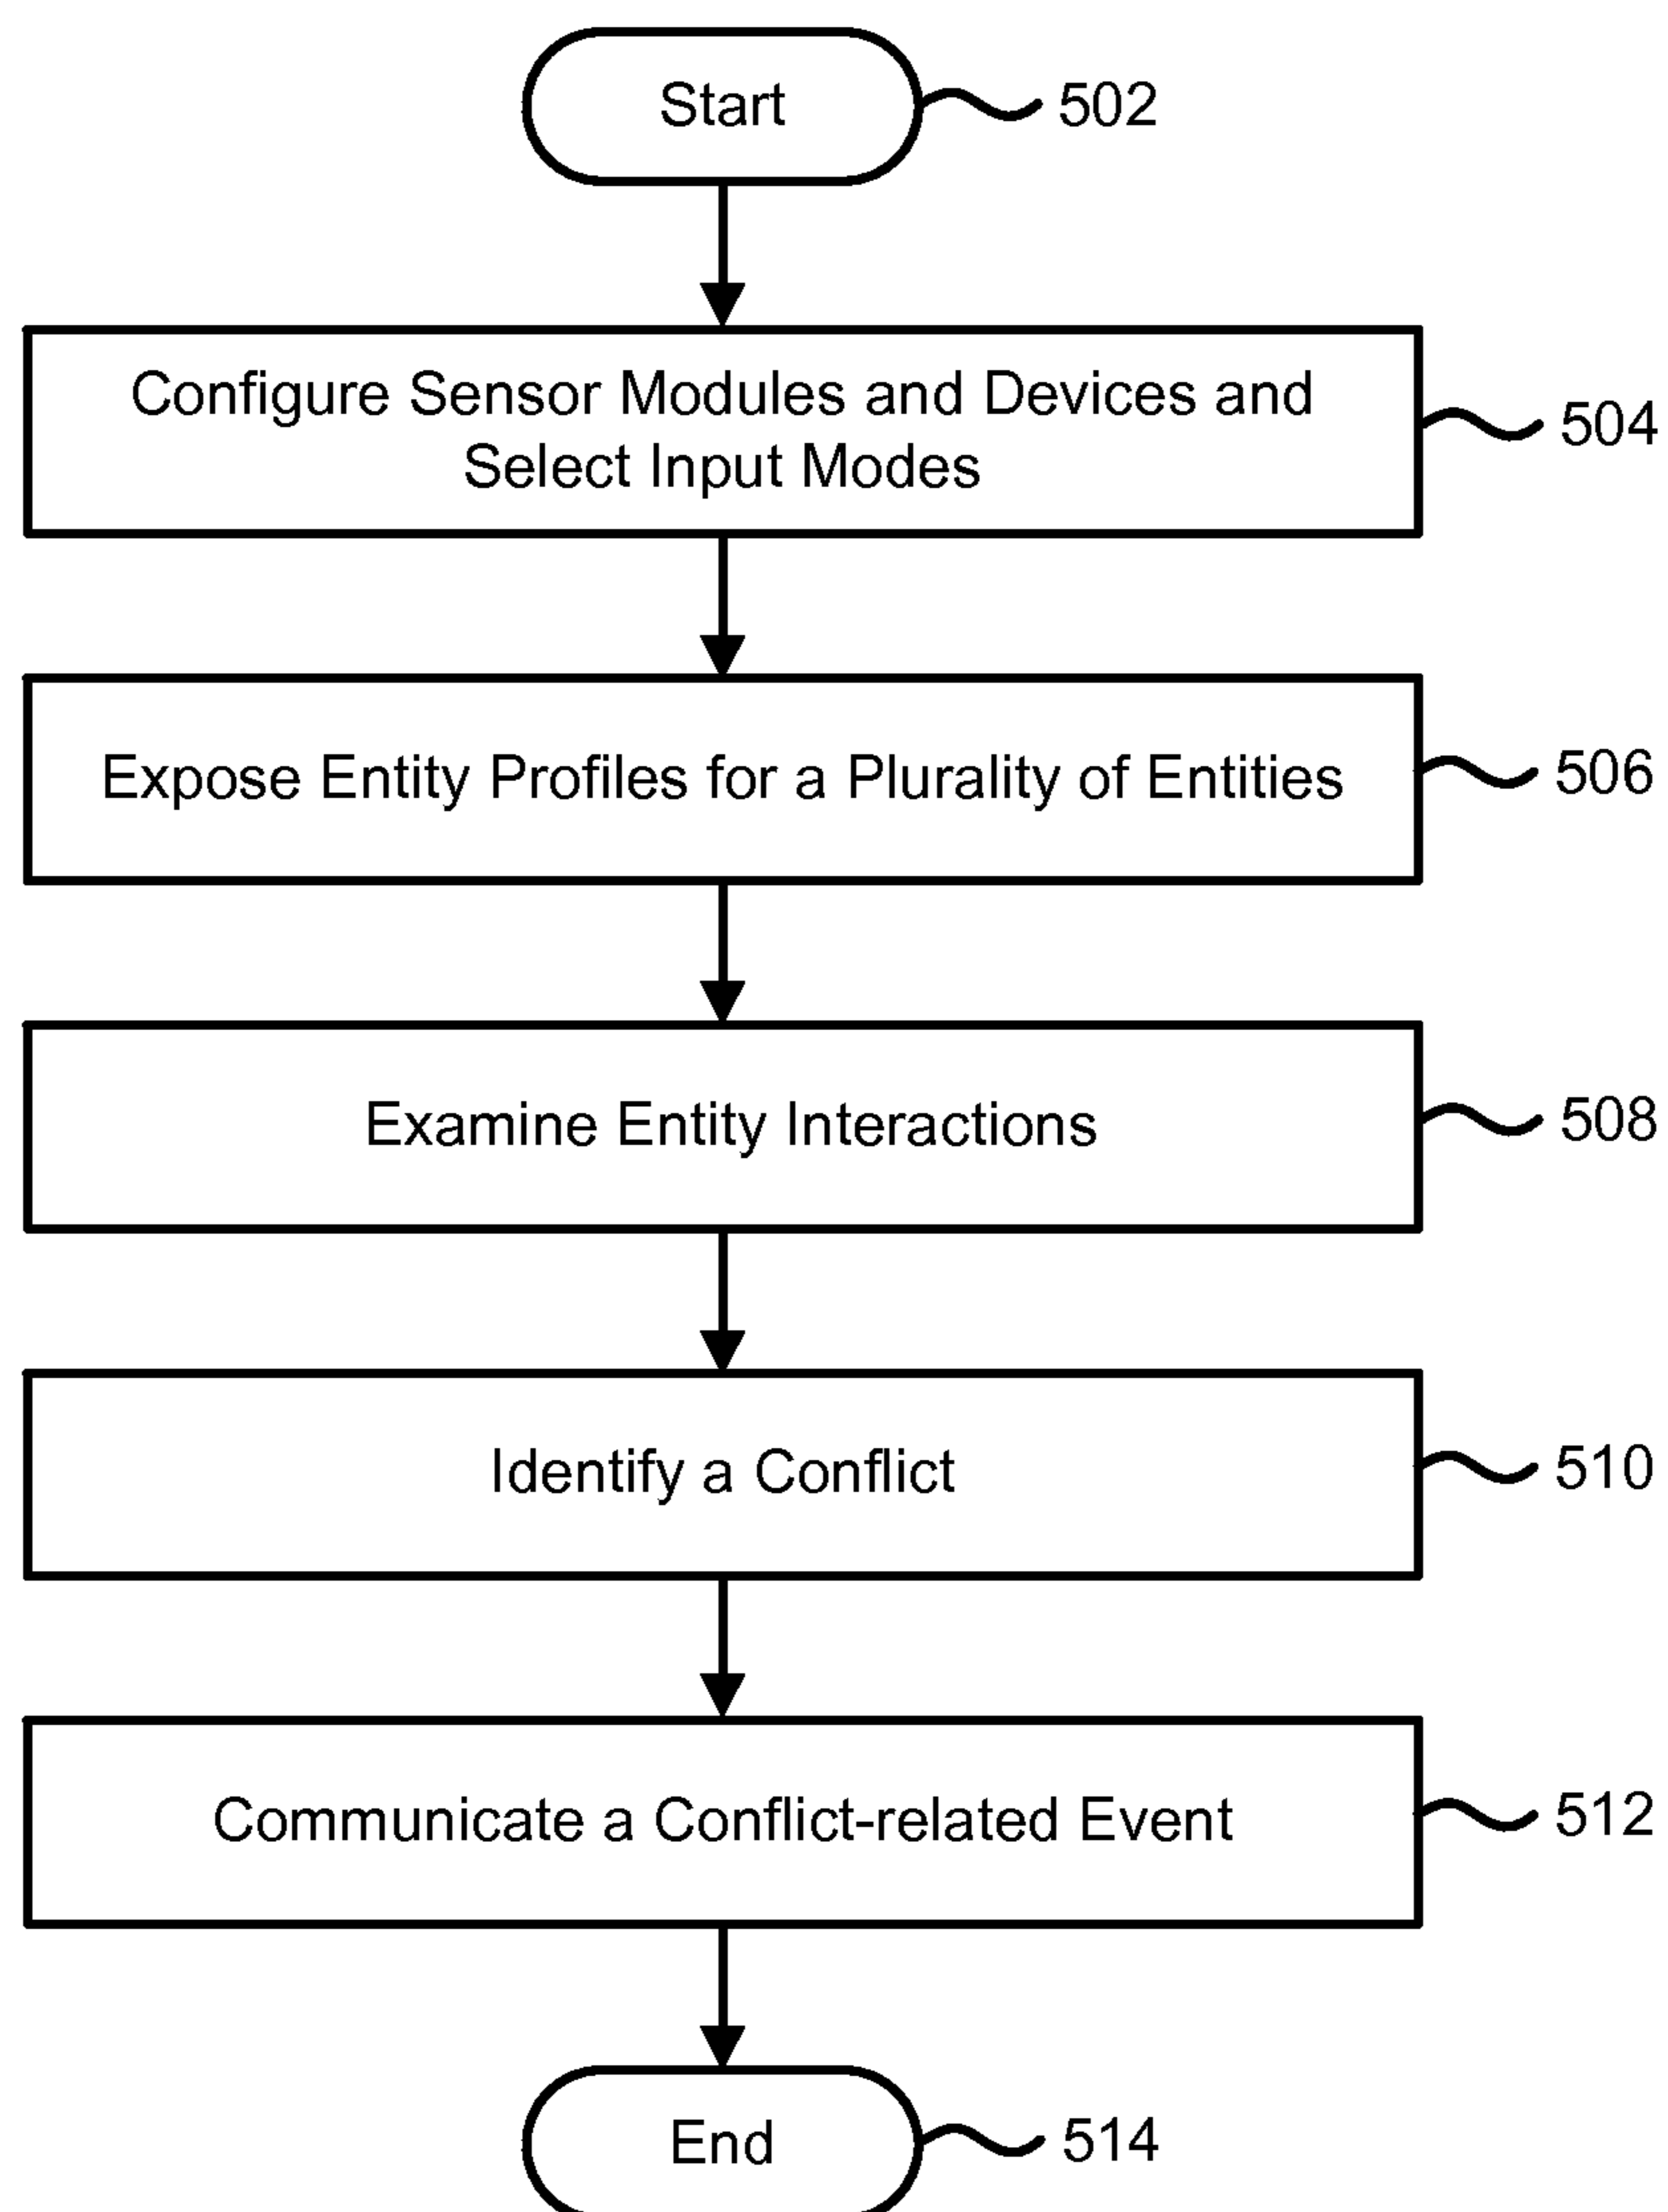 Start
502
Configure Sensor Modules and Devices and
Select Input Modes
504
Expose Entity Profiles for a Plurality of Entities
506
Examine Entity Interactions
508
Identify a Conflict
510
Communicate a Conflict-related Event
512
End
514